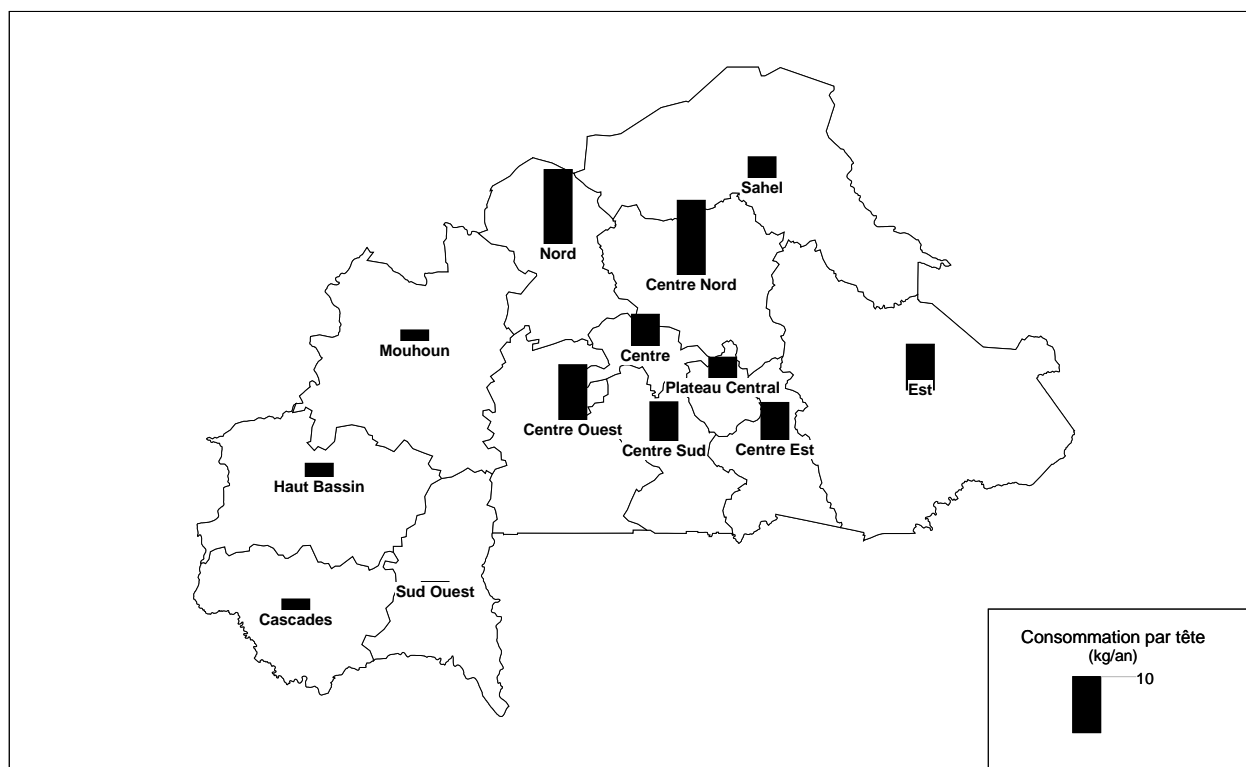 Sahel
Nord
Centre Nord
Mouhoun
Centre
Plateau Central
Est
Centre Ouest
Centre Sud
Centre Est
Haut Bassin
Sud Ouest
Cascades
Consommation par tête
(kg/an)
10